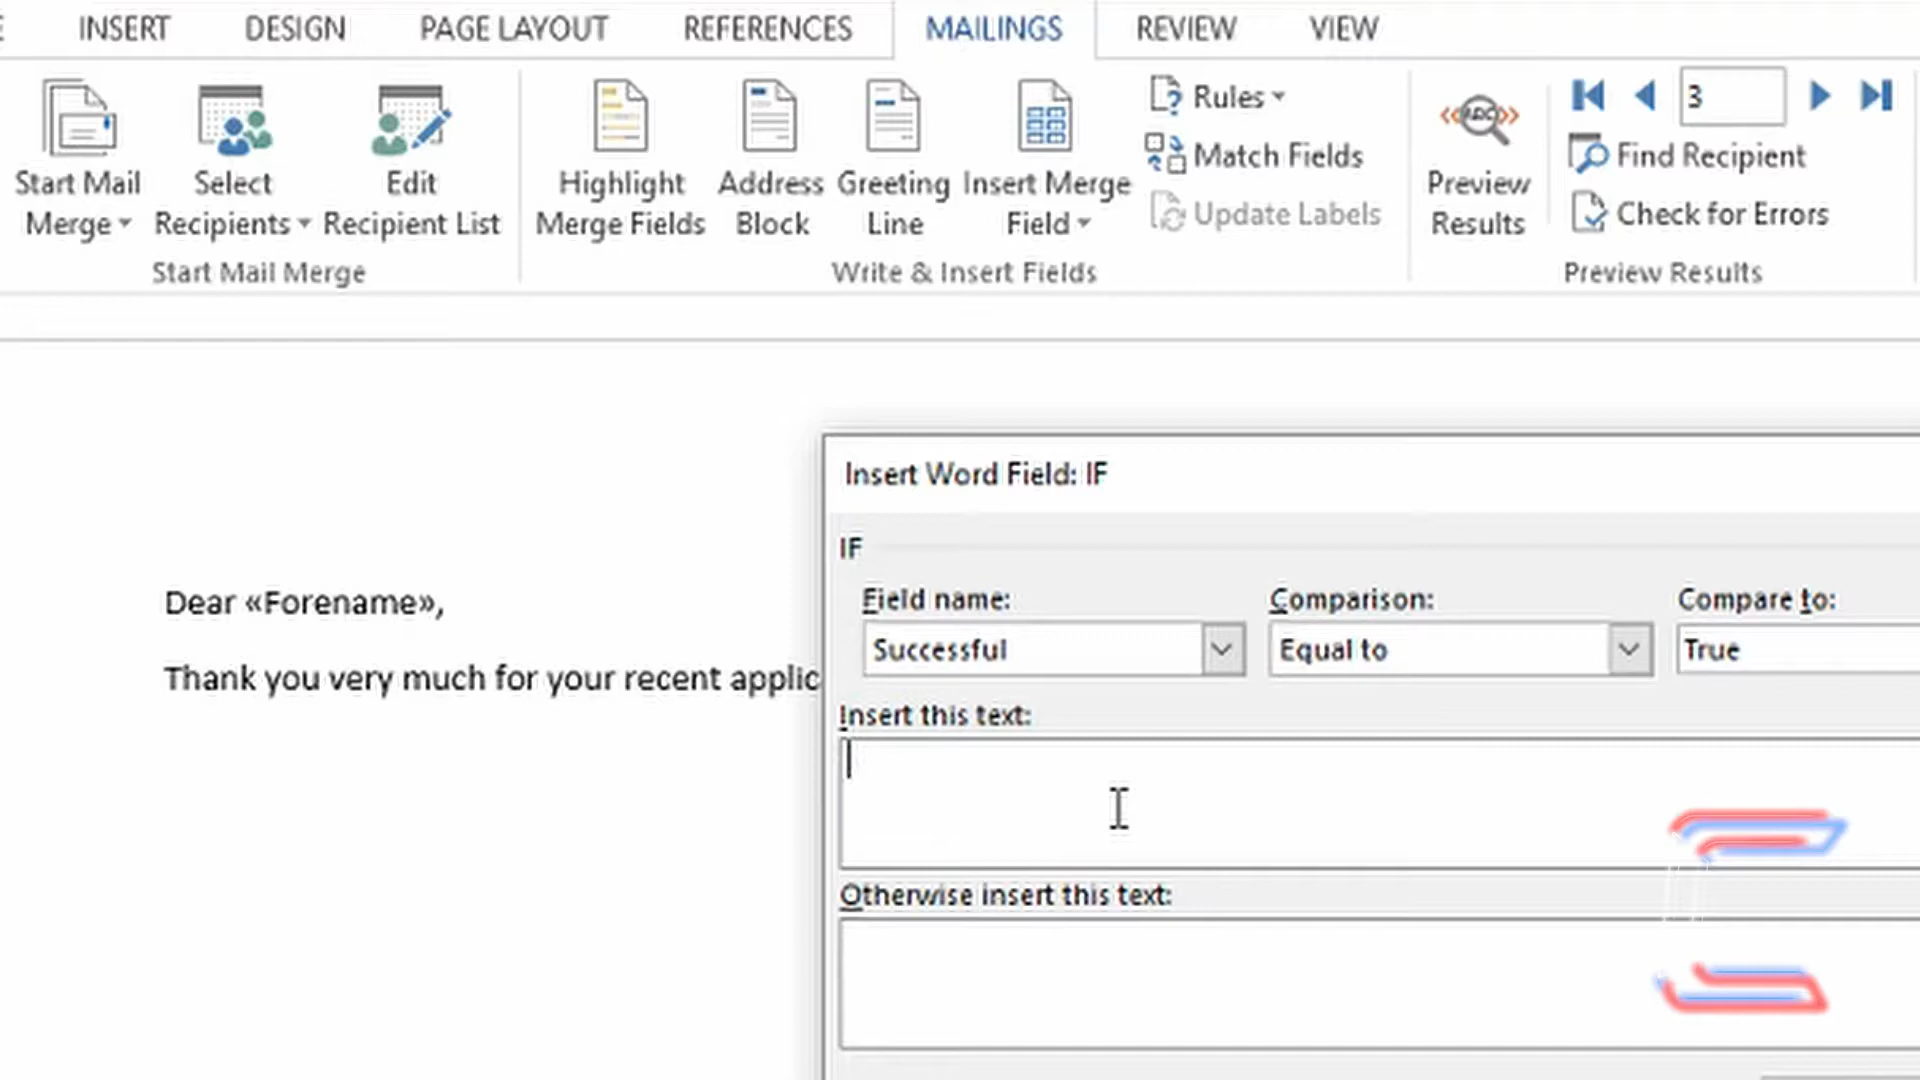 INSERT DESIGN PAGE LAYOUT REFERENCES MAILINGS REVIEW VIEW
Start Mail Merge
Select Recipients
Edit Recipient List
Start Mail Merge
Highlight Merge Fields
Address Block
Greeting Line
Insert Merge Field
Rules
Match Fields
Update Labels
Write & Insert Fields
ABC
Preview Results
3
Find Recipient
Check for Errors
Preview Results
Dear «Forename»,
Thank you very much for your recent applic
Insert Word Field: IF
IF
Field name: Comparison: Compare to:
Successful Equal to True
Insert this text:
Otherwise insert this text: